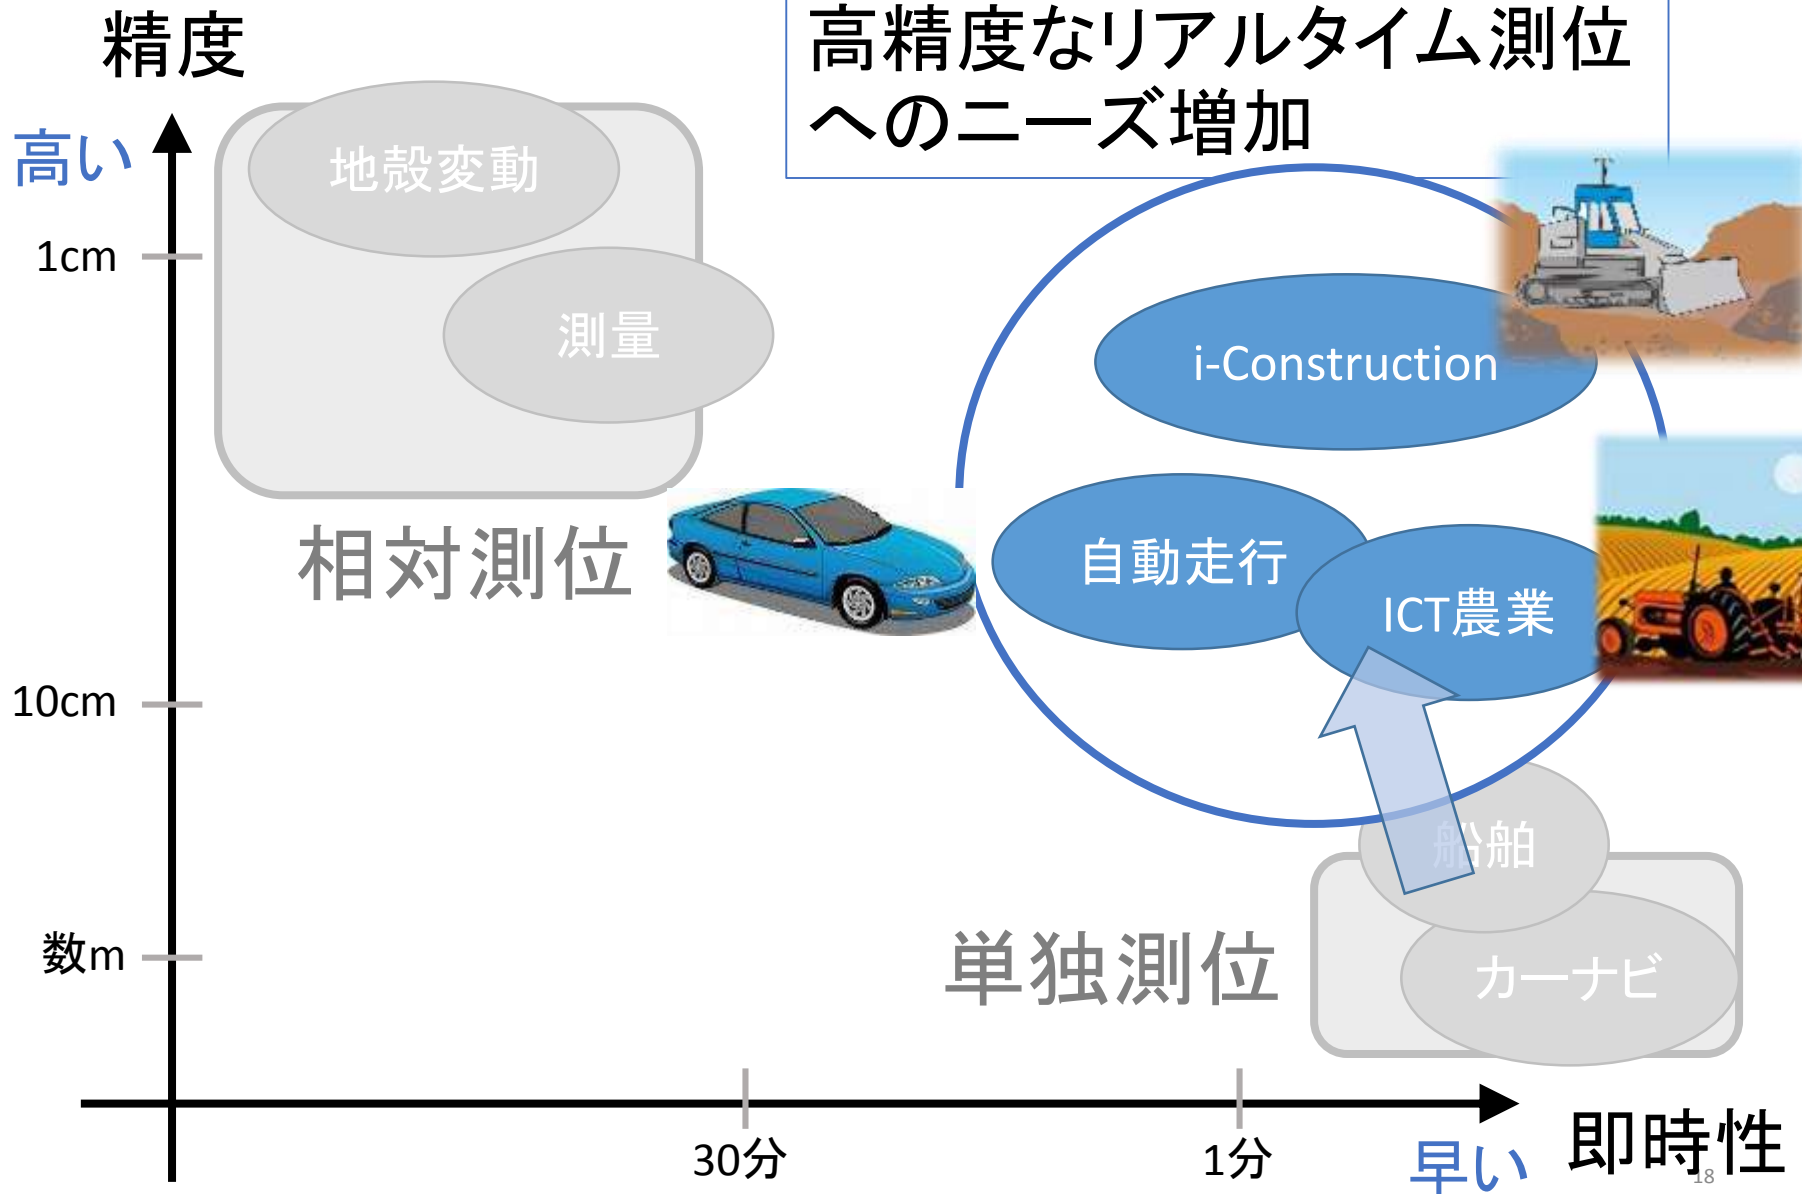 精度
高精度なリアルタイム測位
へのニーズ増加
高い
地殻変動
1cm
測量
i-Construction
相対測位
自動走行
ICT農業
10cm
船舶
数m
単独測位
カーナビ
30分
1分
早い
即時性
18